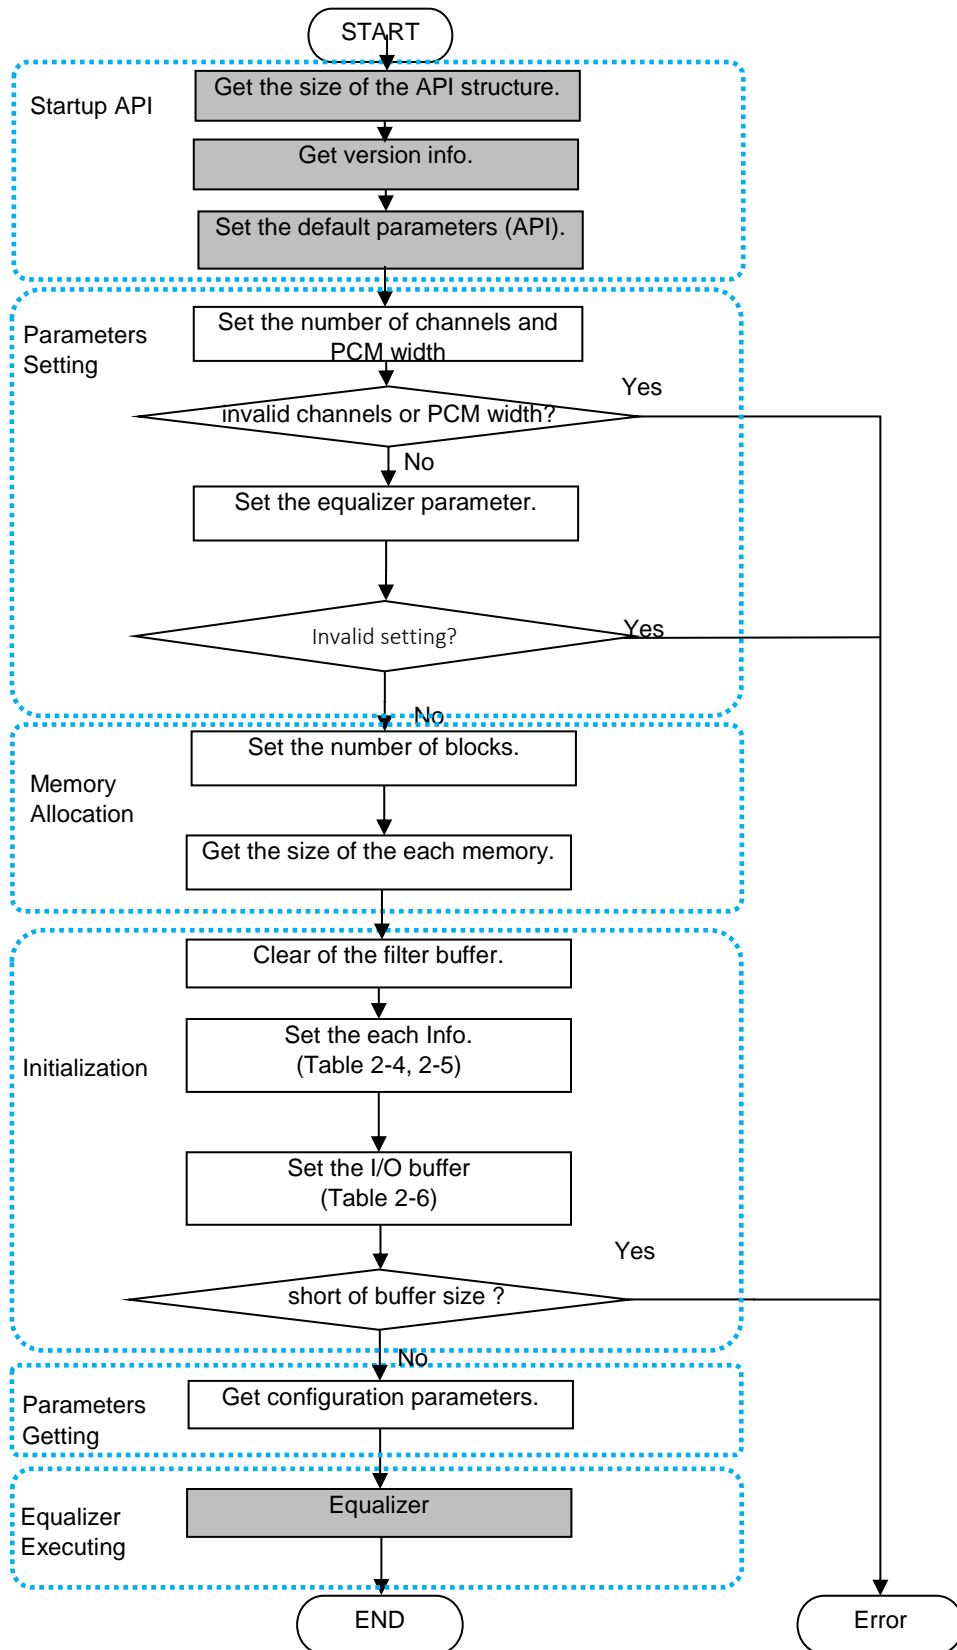 START
Startup API
Get the size of the API structure.
Get version info.
Set the default parameters (API).
Parameters
Setting
Set the number of channels and
PCM width
Yes
invalid channels or PCM width?
No
Set the equalizer parameter.
Invalid setting?
Yes
No
Memory
Allocation
Set the number of blocks.
Get the size of the each memory.
Initialization
Clear of the filter buffer.
Set the each Info.
(Table 2-4, 2-5)
Set the I/O buffer
(Table 2-6)
Yes
short of buffer size ?
No
Parameters
Getting
Get configuration parameters.
Equalizer
Executing
Equalizer
END
Error